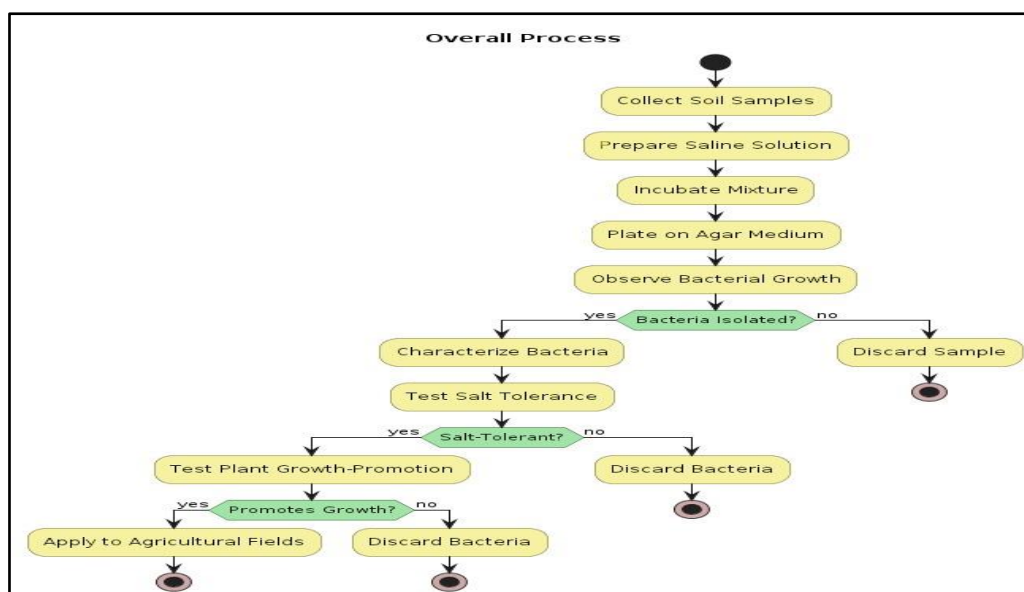 Overall Process
Collect Soil Samples
Prepare Saline Solution
Incubate Mixture
Plate on Agar Medium
Observe Bacterial Growth
yes
Bacteria Isolated?
no
Characterize Bacteria
Discard Sample
Test Salt Tolerance
yes
Salt-Tolerant?
no
Test Plant Growth-Promotion
Discard Bacteria
yes
Promotes Growth?
no
Apply to Agricultural Fields
Discard Bacteria